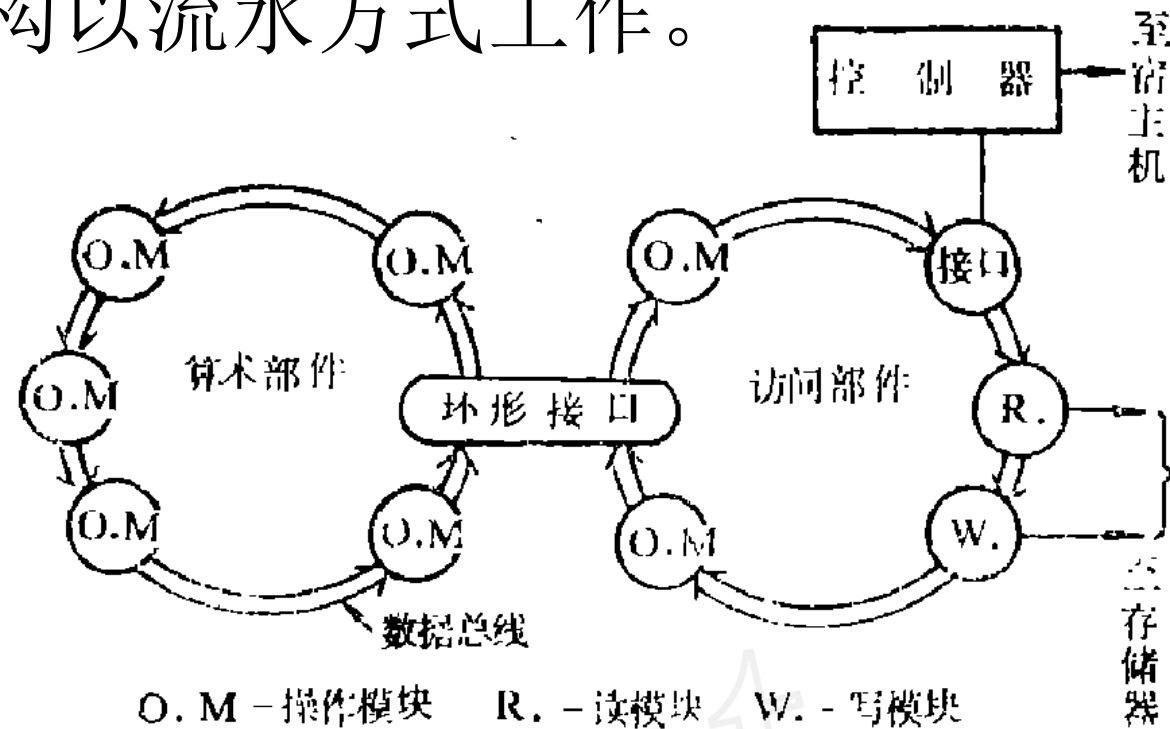 构以流水方式工作。
控制器
至宿主机
O.M
O.M
O.M
接口
O.M
算术部件
环形接口
访问部件
R.
O.M
O.M
O.M
W.
数据总线
至存储器
O.M-操作模块 R.-读模块 W.-写模块